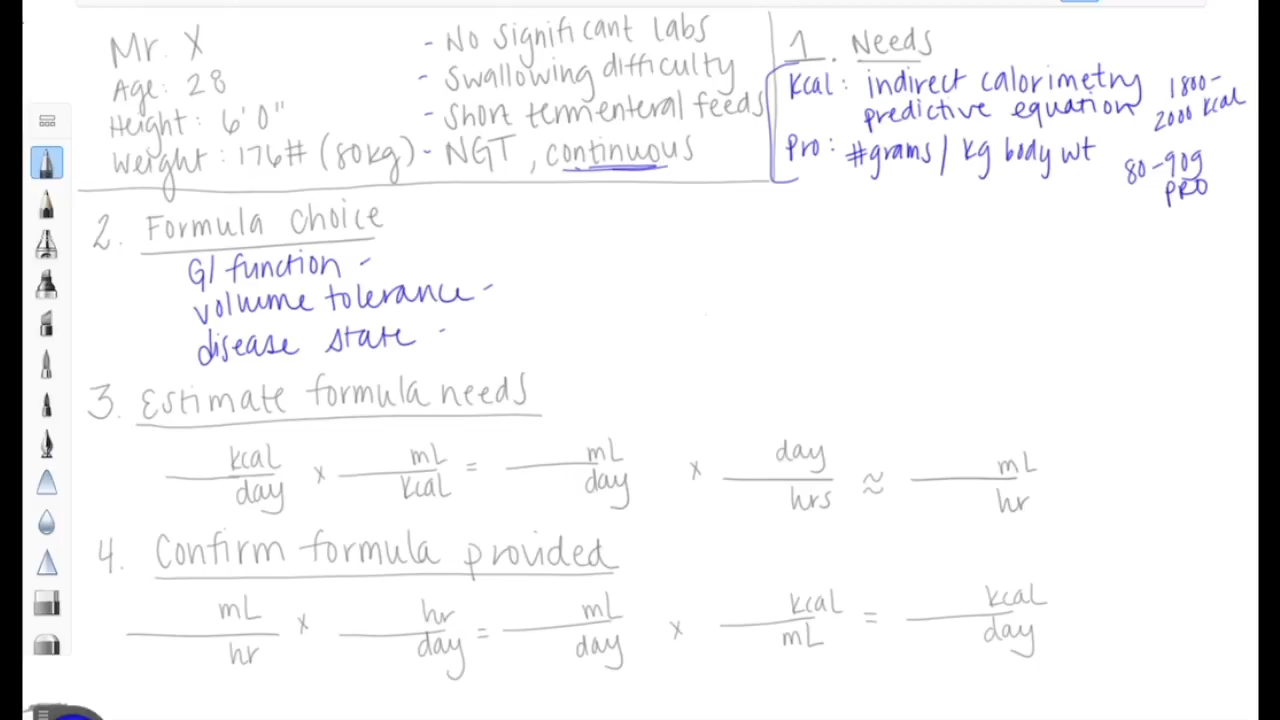 Mr. X
Age: 28
Height: 6'0"
Weight: 176# (80kg)
- No significant labs
- Swallowing difficulty
- Short term enteral feeds
- NGT, continuous
1. Needs
Kcal: indirect calorimetry
predictive equation
1800-
2000 kcal
Pro: #grams / kg body wt
80-90g
PRO
2. Formula choice
GI function -
volume tolerance -
disease state -
3. Estimate formula needs
kcal/day x mL/kcal = mL/day x day/hrs ≈ mL/hr
4. Confirm formula provided
mL/hr x hr/day = mL/day x kcal/mL = kcal/day